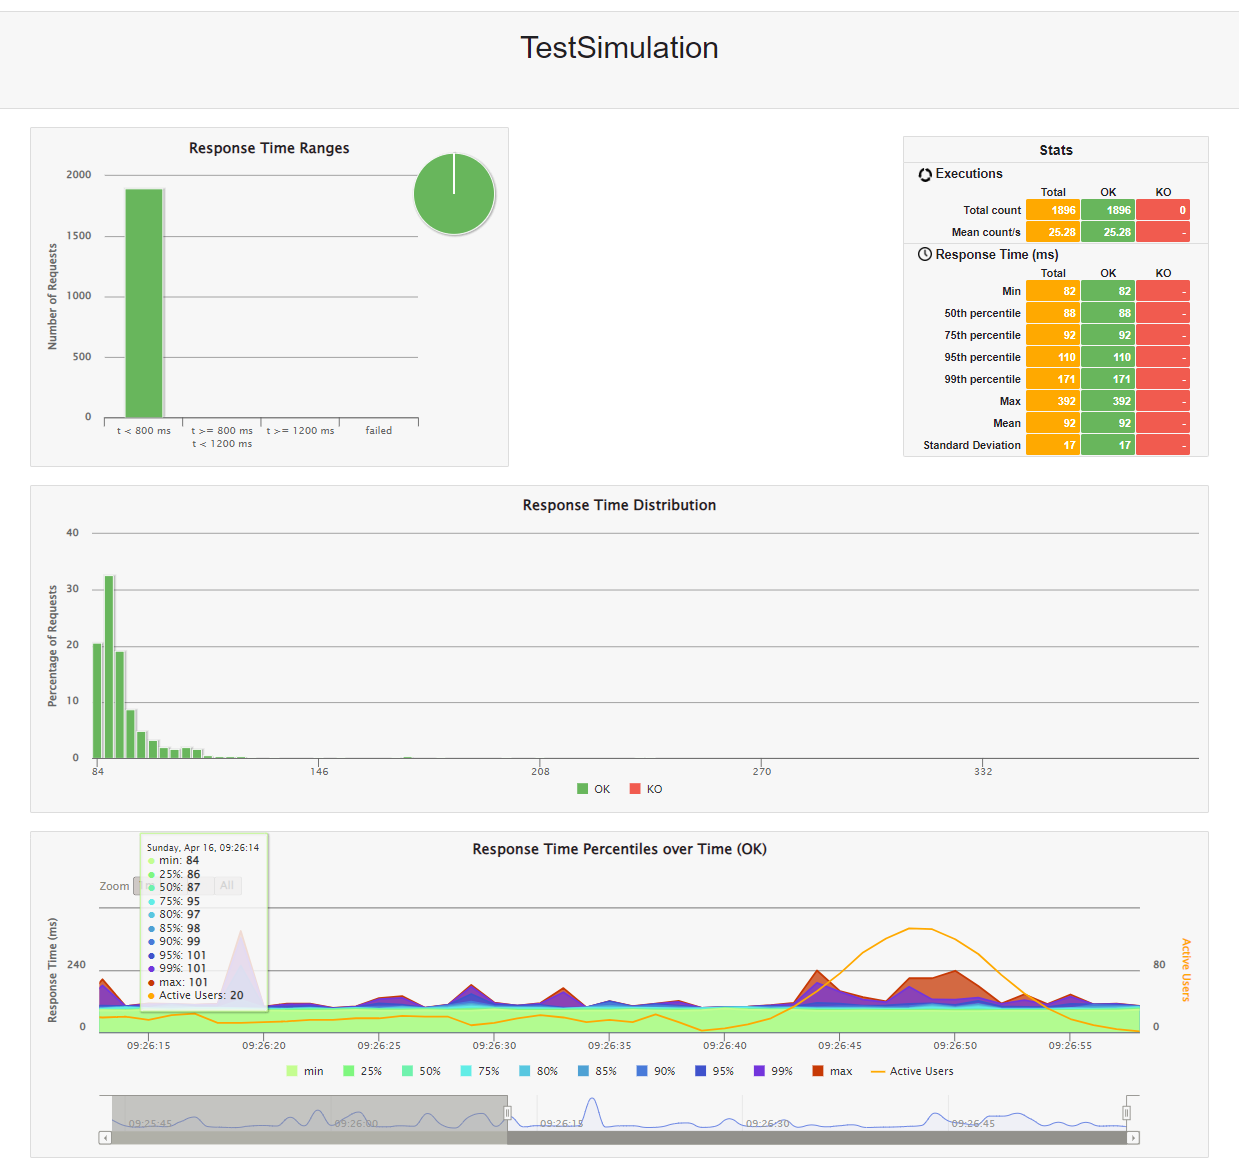 TestSimulation
Response Time Ranges
Number of Requests
2000
1500
1000
500
0
t < 800 ms
t >= 800 ms
t < 1200 ms
t >= 1200 ms
failed
Stats
Executions
Total OK KO
Total count 1896 1896 0
Mean count/s 25.28 25.28 -
Response Time (ms)
Total OK KO
Min 82 82 -
50th percentile 88 88 -
75th percentile 92 92 -
95th percentile 110 110 -
99th percentile 171 171 -
Max 392 392 -
Mean 92 92 -
Standard Deviation 17 17 -
Response Time Distribution
Percentage of Requests
40
30
20
10
0
84 146 208 270 332
OK KO
Response Time Percentiles over Time (OK)
Sunday, Apr 16, 09:26:14
min: 84
25%: 86
50%: 87
75%: 95
80%: 97
85%: 98
90%: 99
95%: 101
99%: 101
max: 101
Active Users: 20
Zoom
All
Response Time (ms)
240
0
Active Users
80
0
09:26:15 09:26:20 09:26:25 09:26:30 09:26:35 09:26:40 09:26:45 09:26:50 09:26:55
min 25% 50% 75% 80% 85% 90% 95% 99% max Active Users
09:25:45 09:26:00 09:26:15 09:26:30 09:26:45